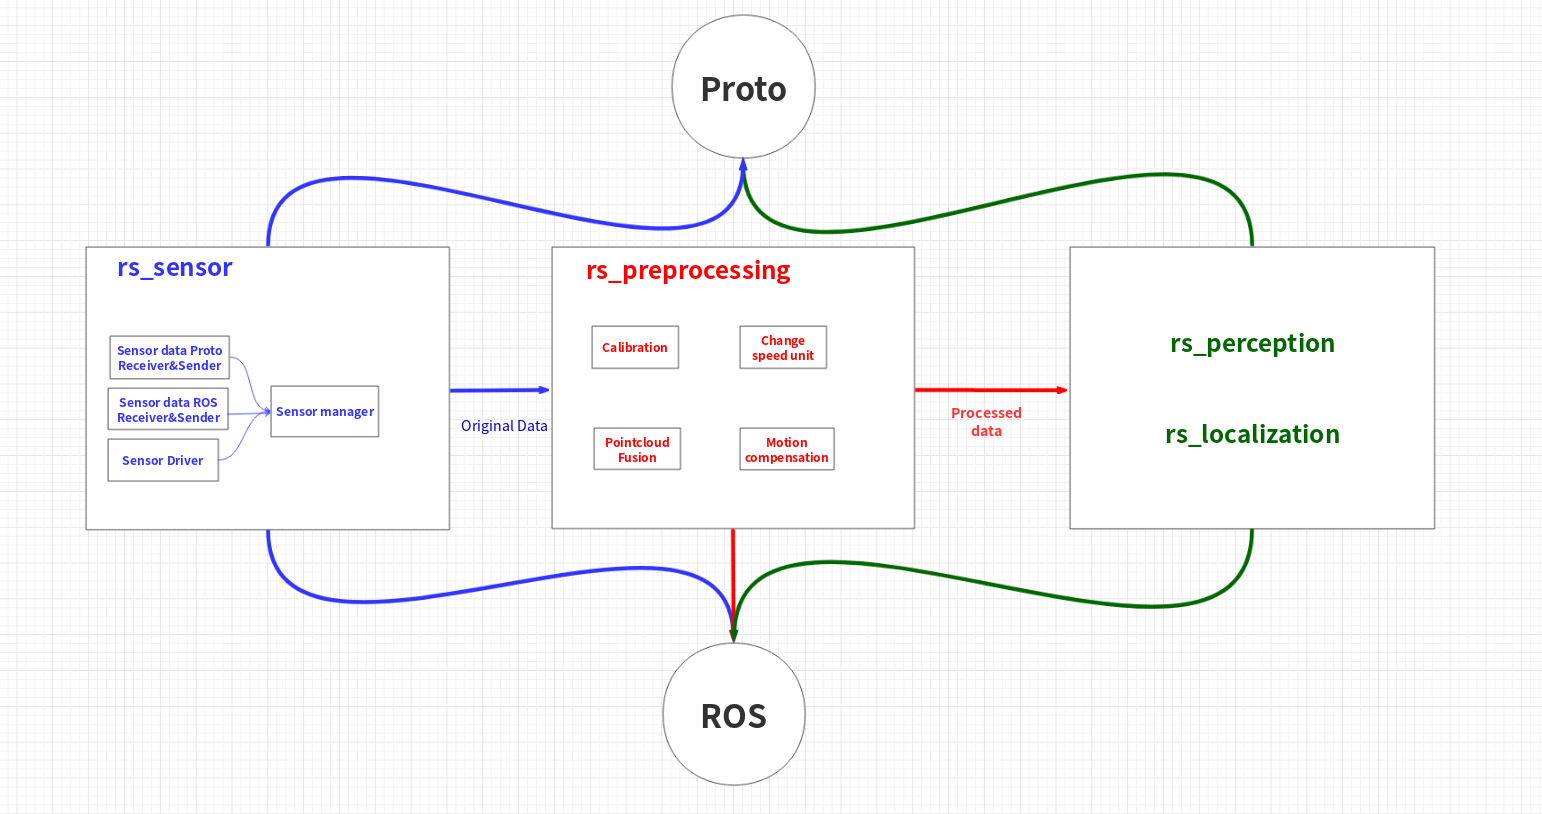 Proto
rs_sensor
Sensor data Proto
Receiver&Sender
Sensor data ROS
Receiver&Sender
Sensor Driver
Sensor manager
Original Data
rs_preprocessing
Calibration
Change
speed unit
Pointcloud
Fusion
Motion
compensation
Processed
data
rs_perception
rs_localization
ROS